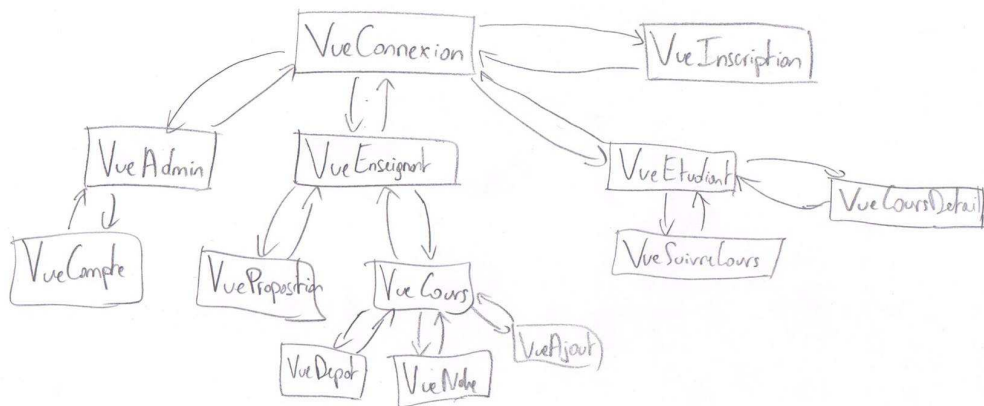 VueConnexion
VueInscription
VueAdmin
VueEnseignant
VueEtudiant
VueCoursDetail
VueCompte
VueProposition
VueCours
VueSuivreCours
VueDepot
VueNote
VueAjout